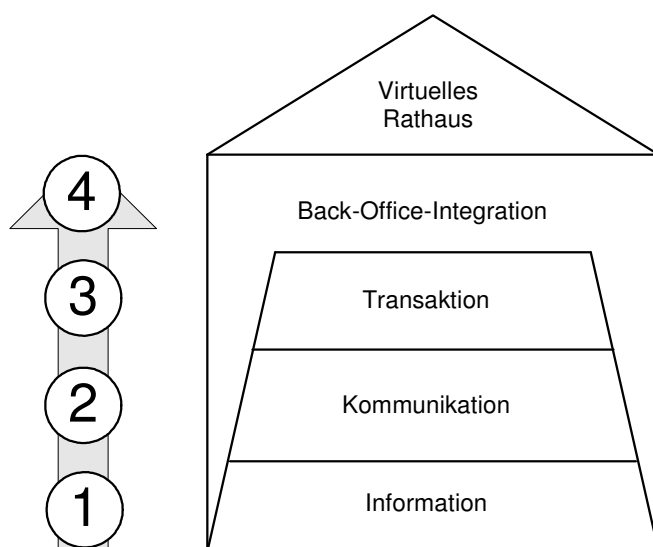 Virtuelles
Rathaus
4
Back-Office-Integration
3
Transaktion
2
Kommunikation
1
Information